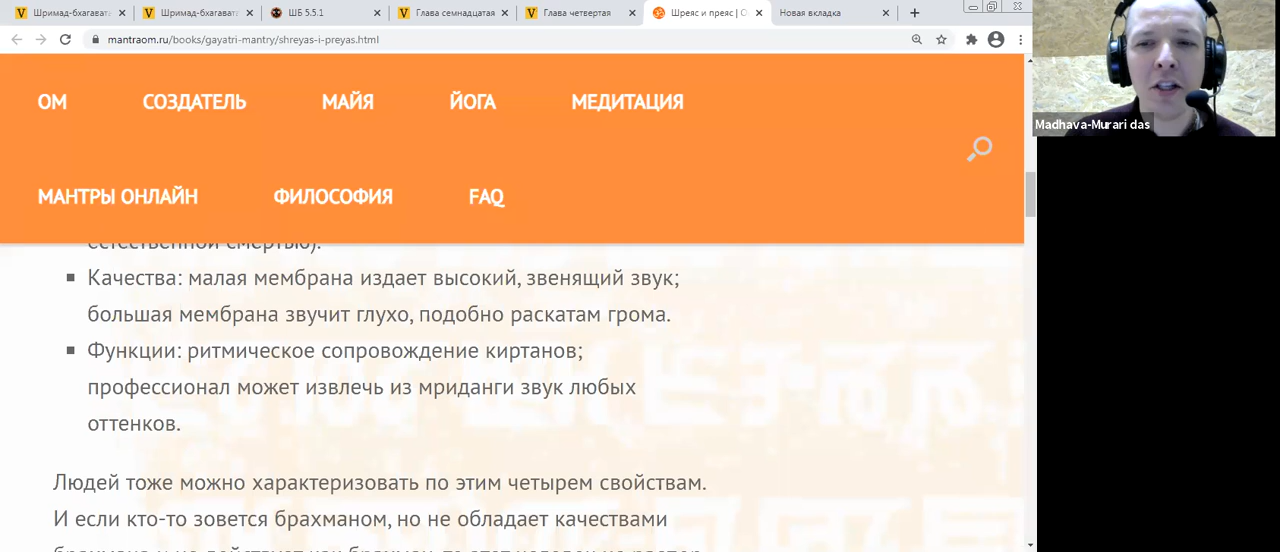 Шримад-бхагавата
Шримад-бхагавата
ШБ 5.5.1
Глава семнадцатая
Глава четвертая
Шреяс и преяс | О
Новая вкладка
mantraom.ru/books/gayatri-mantry/shreyas-i-preyas.html
ОМ СОЗДАТЕЛЬ МАЙЯ ЙОГА МЕДИТАЦИЯ
МАНТРЫ ОНЛАЙН ФИЛОСОФИЯ FAQ
естественной смертью).
Качества: малая мембрана издает высокий, звенящий звук;
большая мембрана звучит глухо, подобно раскатам грома.
Функции: ритмическое сопровождение киртанов;
профессионал может извлечь из мриданги звук любых
оттенков.
Людей тоже можно характеризовать по этим четырем свойствам.
И если кто-то зовется брахманом, но не обладает качествами
Madhava-Murari das